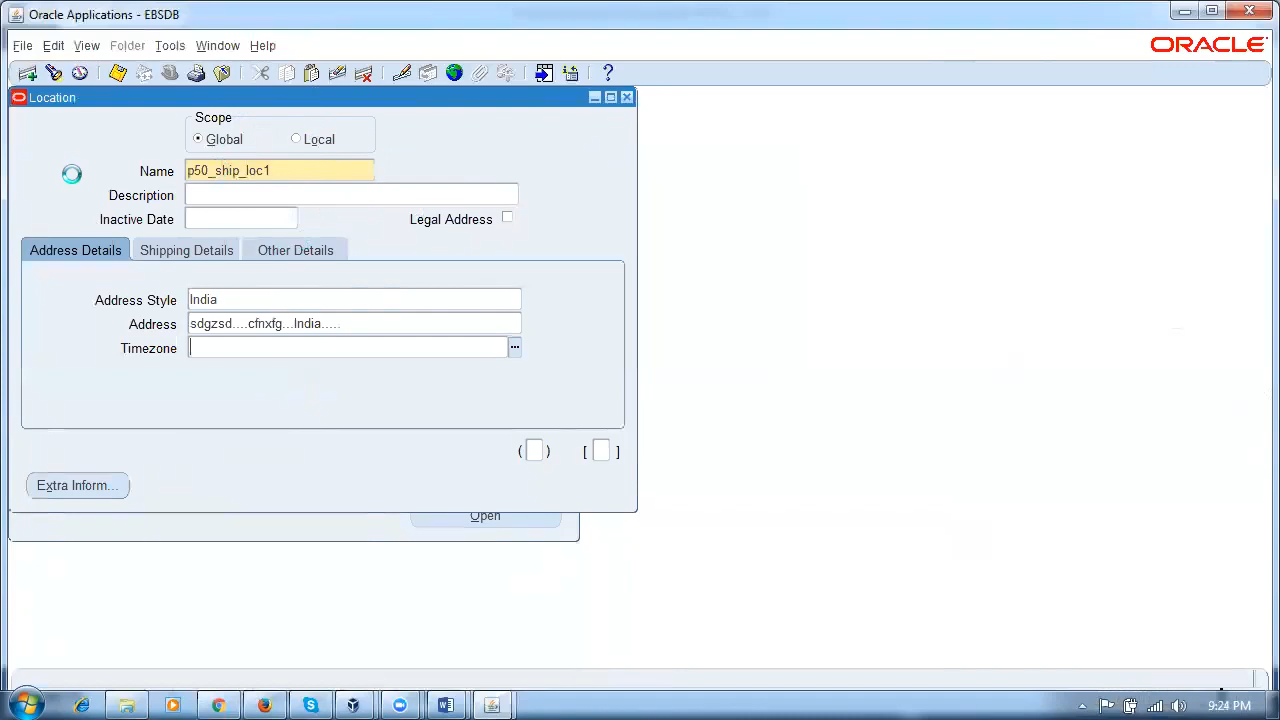 Oracle Applications - EBSDB
File Edit View Folder Tools Window Help
ORACLE
Location
Scope
Global Local
Name p50_ship_loc1
Description
Inactive Date Legal Address
Address Details Shipping Details Other Details
Address Style India
Address sdgzsd....cfnxfg...India.....
Timezone ...
( ) [ ]
Extra Inform...
Open
9:24 PM